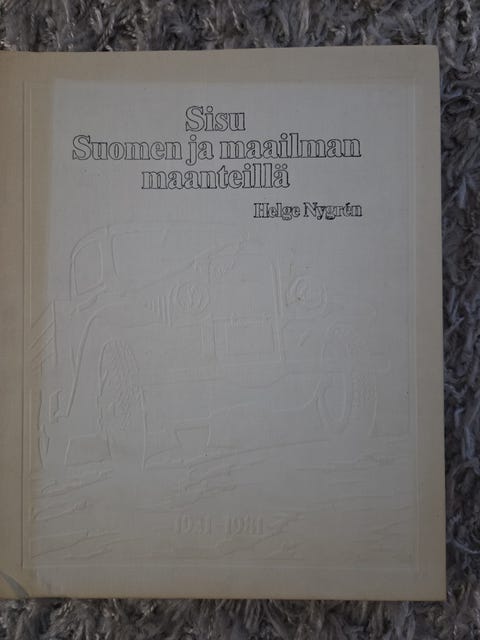 Sisu
Suomen ja maailman
maanteillä
Helge Nygrén
1931-1981